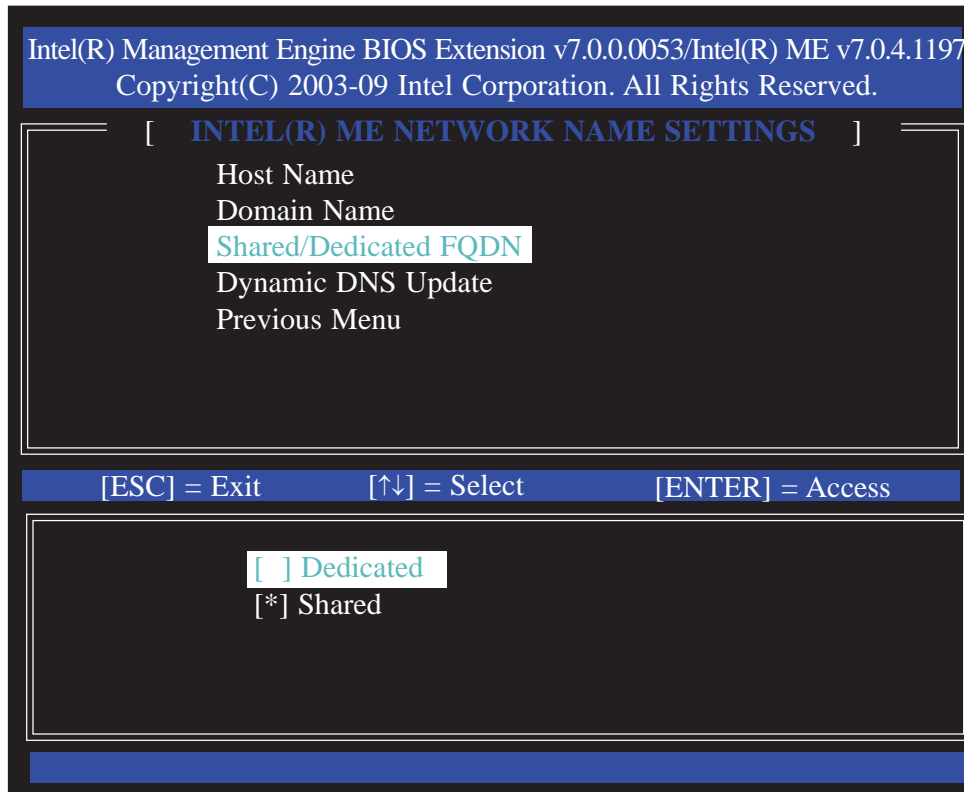 Intel(R) Management Engine BIOS Extension v7.0.0.0053/Intel(R) ME v7.0.4.1197
Copyright(C) 2003-09 Intel Corporation. All Rights Reserved.
[ INTEL(R) ME NETWORK NAME SETTINGS ]
Host Name
Domain Name
Shared/Dedicated FQDN
Dynamic DNS Update
Previous Menu
[ESC] = Exit [↑↓] = Select [ENTER] = Access
[ ] Dedicated
[*] Shared